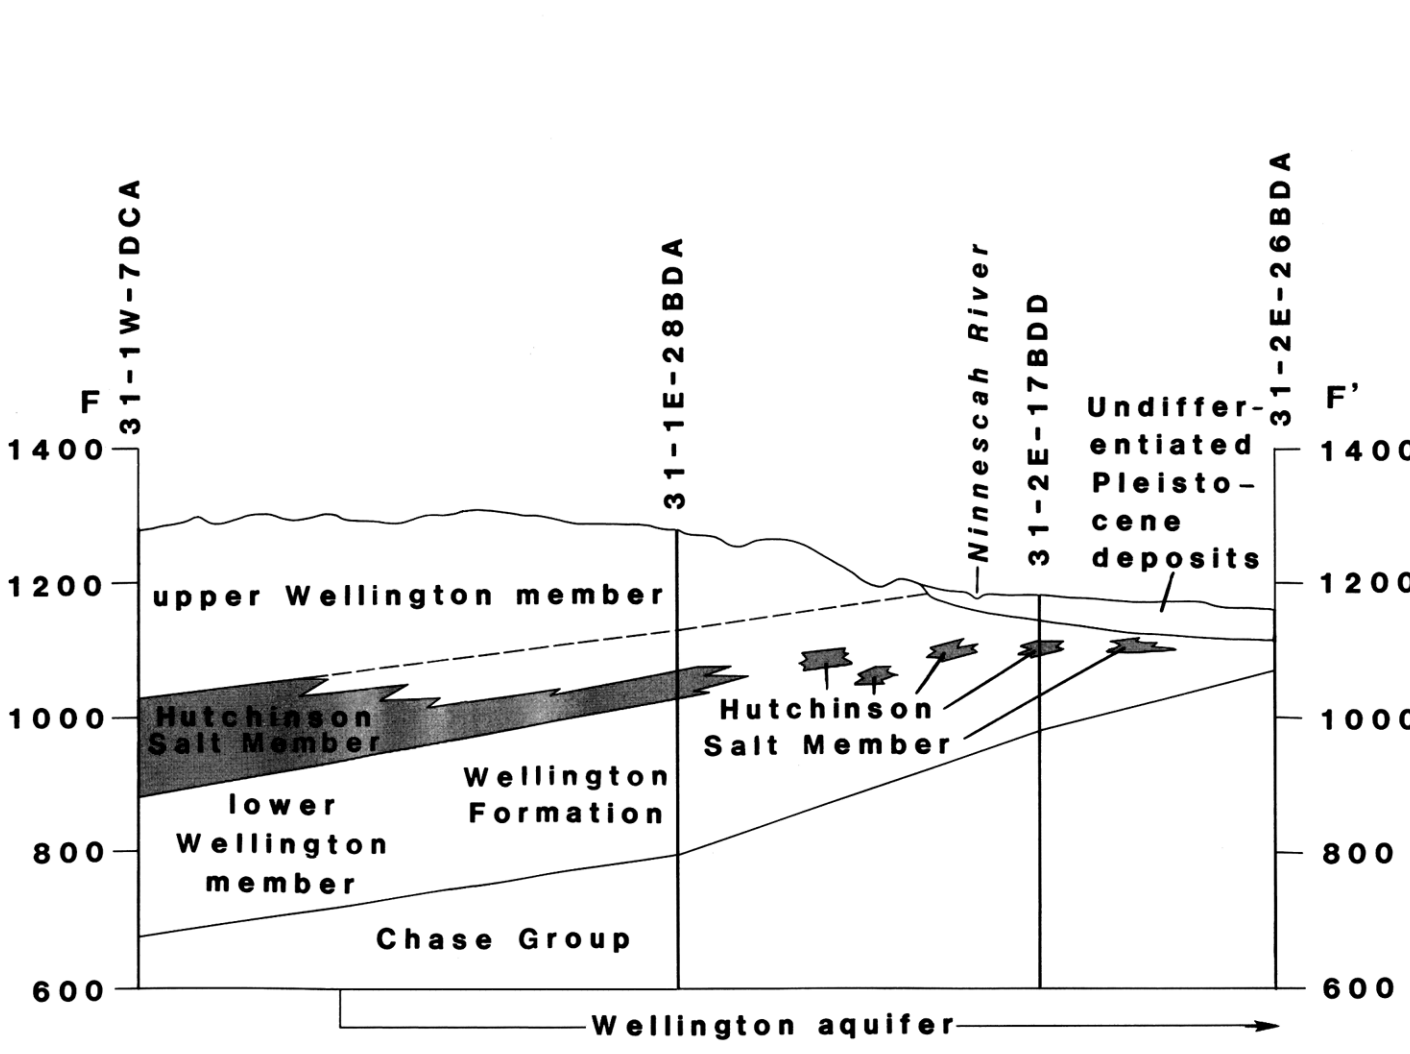 31-1W-7DCA
31-1E-28BDA
Ninnescah River
31-2E-17BDD
31-2E-26BDA
F
F'
Undiffer-
entiated
Pleisto-
cene
deposits
1400
1400
1200
1200
upper Wellington member
1000
1000
Hutchinson
Salt Member
Hutchinson
Salt Member
Wellington
Formation
lower
Wellington
member
800
800
Chase Group
600
600
Wellington aquifer